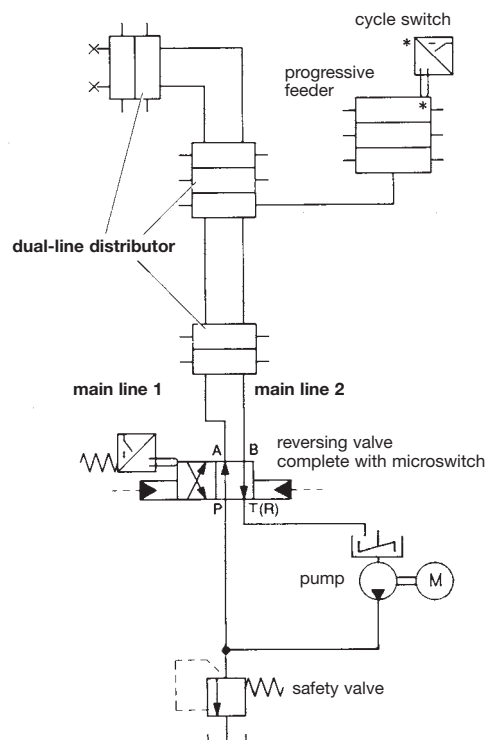 cycle switch
*
progressive
feeder
*
dual-line distributor
main line 1
main line 2
A
B
reversing valve
complete with microswitch
P
T(R)
pump
M
safety valve